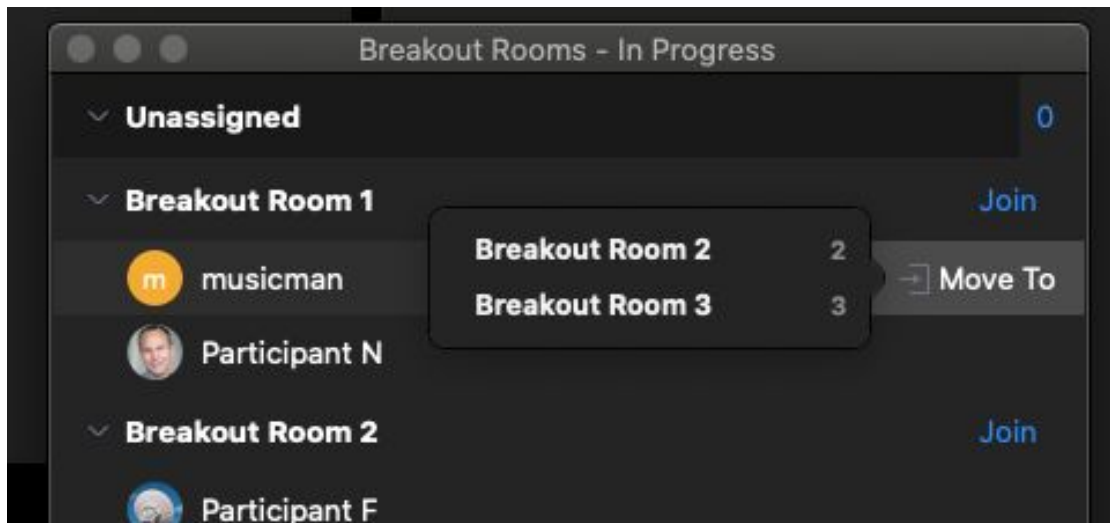 Breakout Rooms - In Progress
Unassigned 0
Breakout Room 1 Join
Breakout Room 2 2
m musicman Move To
Breakout Room 3 3
Participant N
Breakout Room 2 Join
Participant F